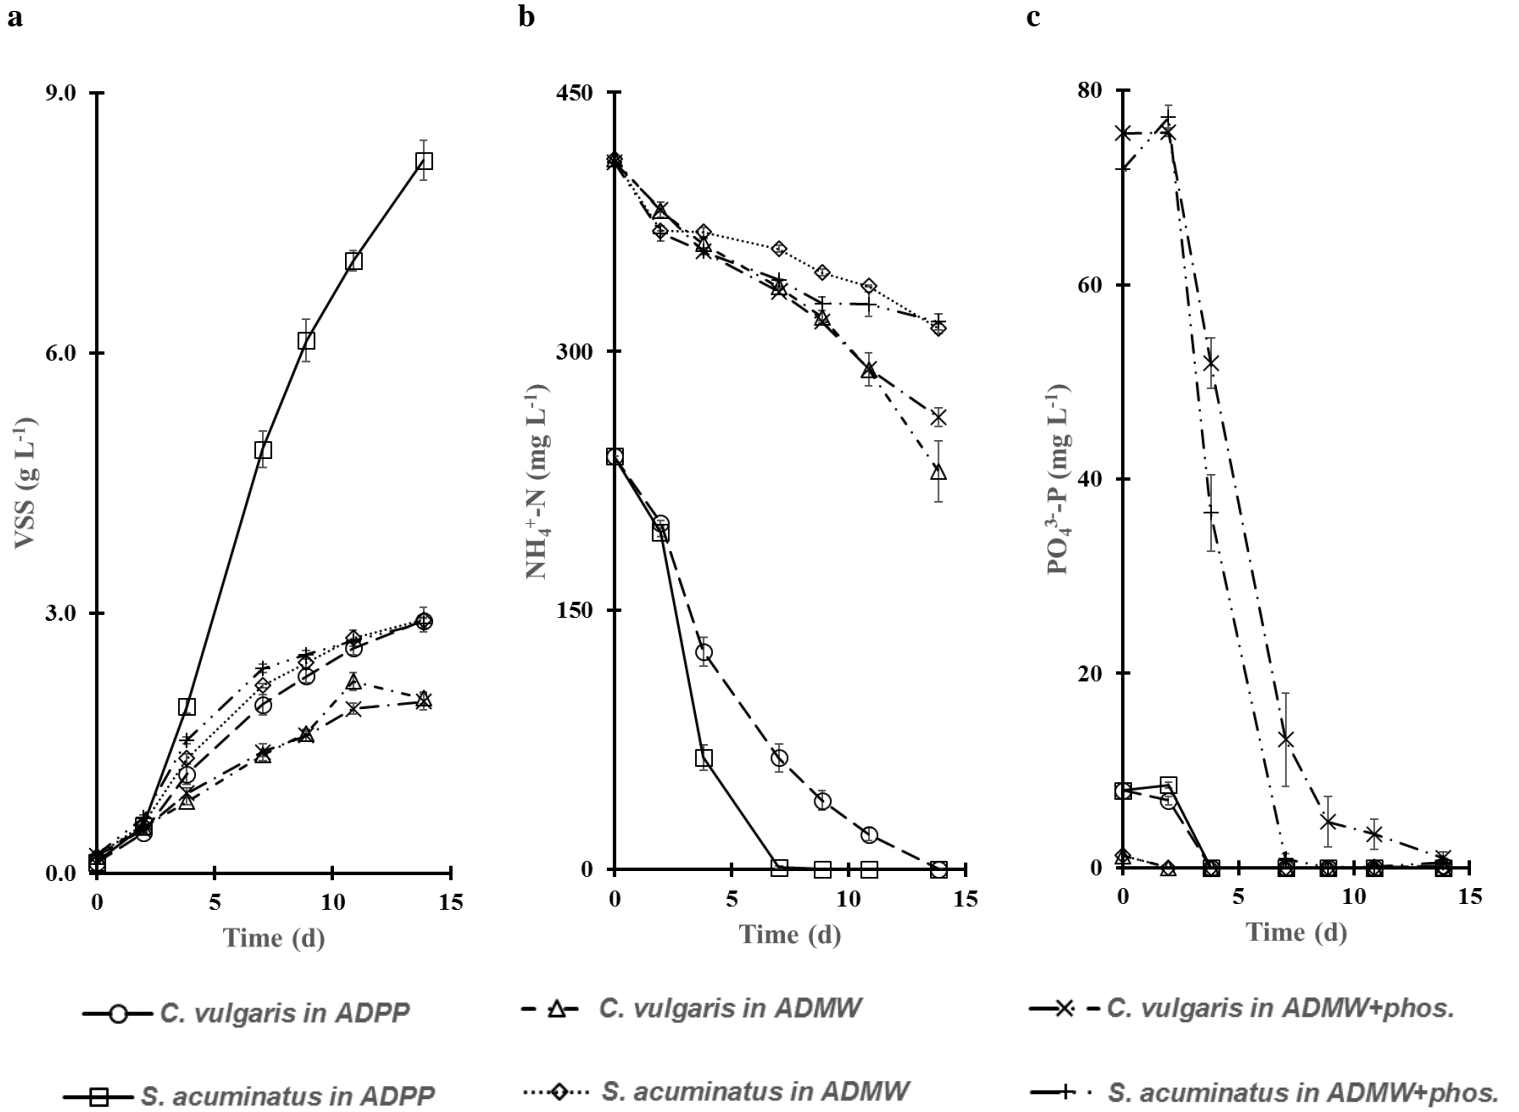 a
b
c
9.0
6.0
3.0
0.0
0
5
10
15
VSS (g L⁻¹)
Time (d)
450
300
150
0
0
5
10
15
NH₄⁺-N (mg L⁻¹)
Time (d)
80
60
40
20
0
0
5
10
15
PO₄³⁻-P (mg L⁻¹)
Time (d)
C. vulgaris in ADPP
C. vulgaris in ADMW
C. vulgaris in ADMW+phos.
S. acuminatus in ADPP
S. acuminatus in ADMW
S. acuminatus in ADMW+phos.